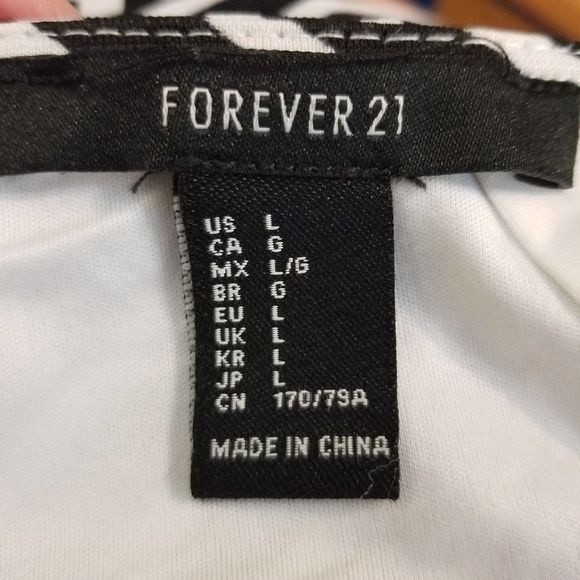 FOREVER 21
US L
CA G
MX L/G
BR G
EU L
UK L
KR L
JP L
CN 170/79A
MADE IN CHINA